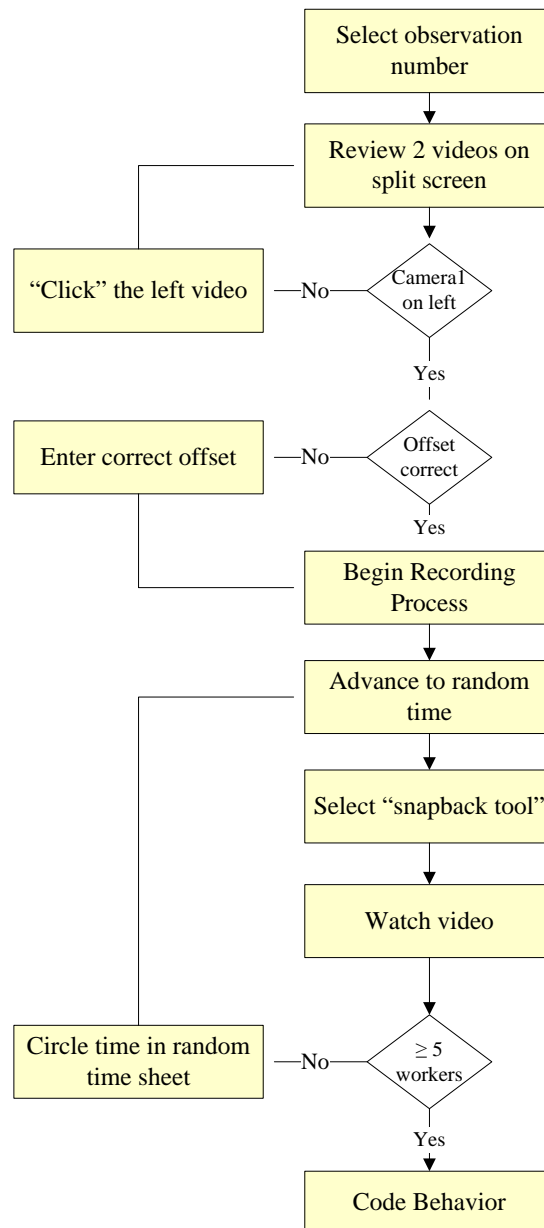 Select observation
number
Review 2 videos on
split screen
“Click” the left video
No
Camera1
on left
Yes
Enter correct offset
No
Offset
correct
Yes
Begin Recording
Process
Advance to random
time
Select “snapback tool”
Watch video
Circle time in random
time sheet
No
≥ 5
workers
Yes
Code Behavior